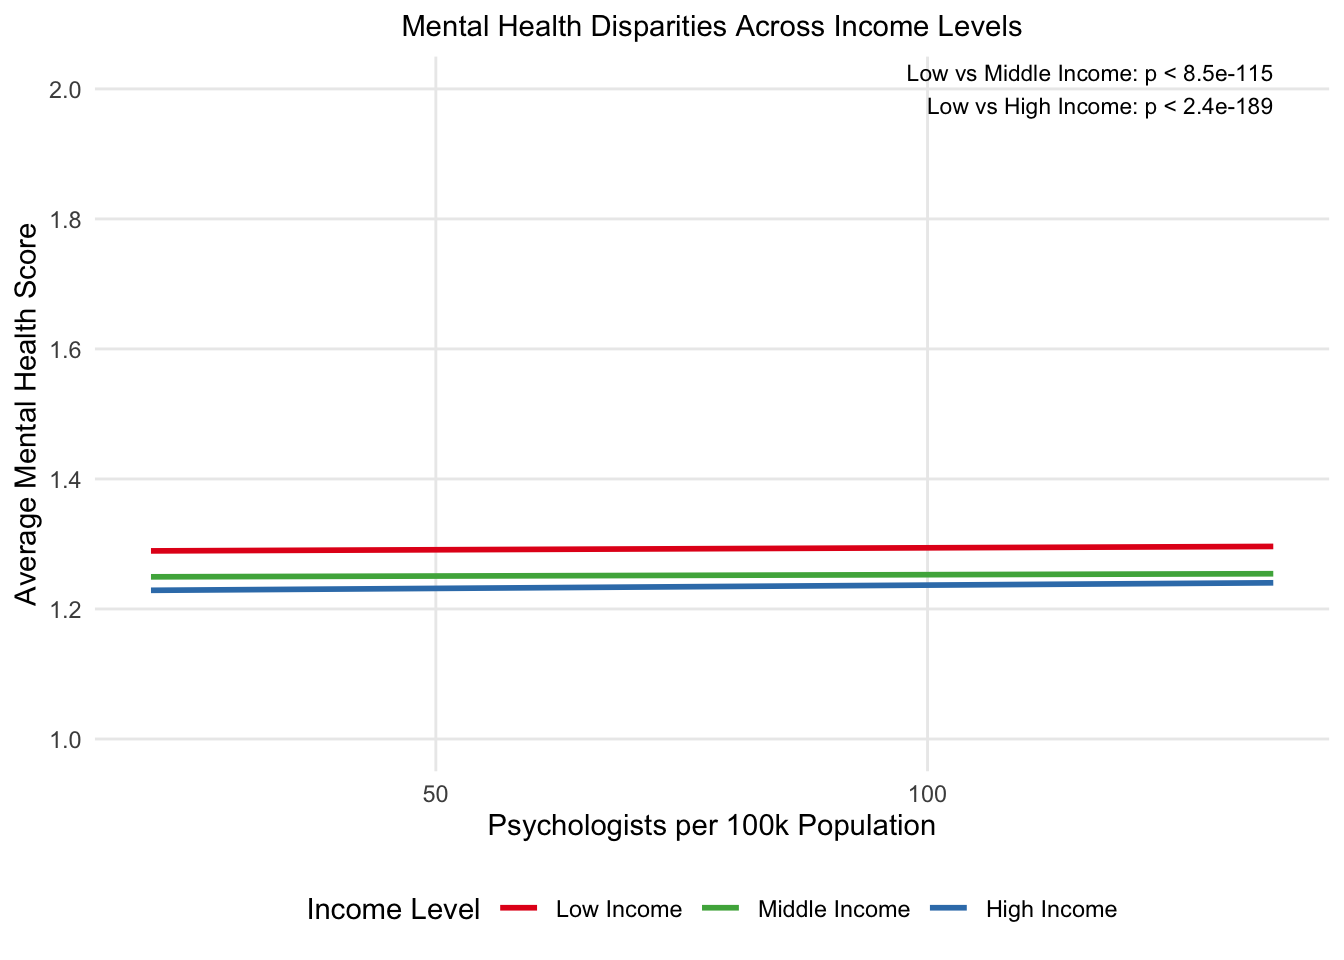 Mental Health Disparities Across Income Levels
Low vs Middle Income: p < 8.5e-115
Low vs High Income: p < 2.4e-189
Average Mental Health Score
2.0
1.8
1.6
1.4
1.2
1.0
50 100
Psychologists per 100k Population
Income Level Low Income Middle Income High Income